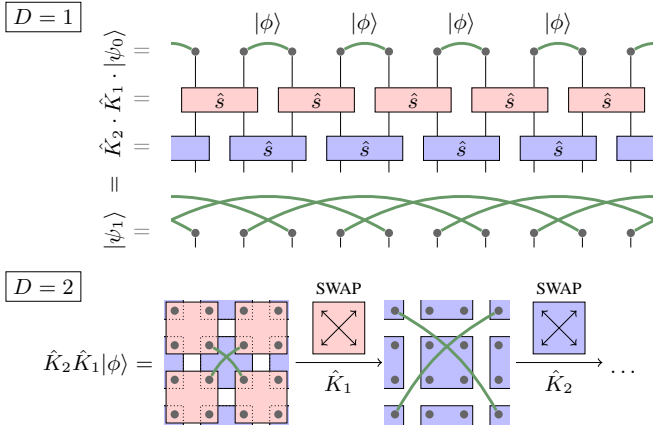 D = 1
|ϕ⟩ |ϕ⟩ |ϕ⟩ |ϕ⟩
|ψ₁⟩ = K̂₂ · K̂₁ · |ψ₀⟩
=
ŝ ŝ ŝ ŝ ŝ
=
ŝ ŝ ŝ ŝ
=
=
D = 2
SWAP SWAP
K̂₂K̂₁|ϕ⟩ = ...
K̂₁ K̂₂